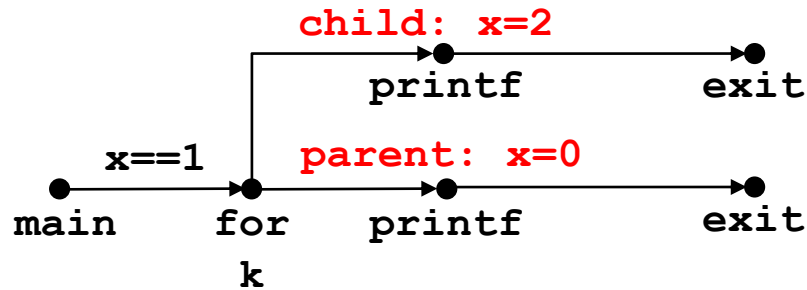 child: x=2
printf exit
x==1 parent: x=0
main for printf exit
k